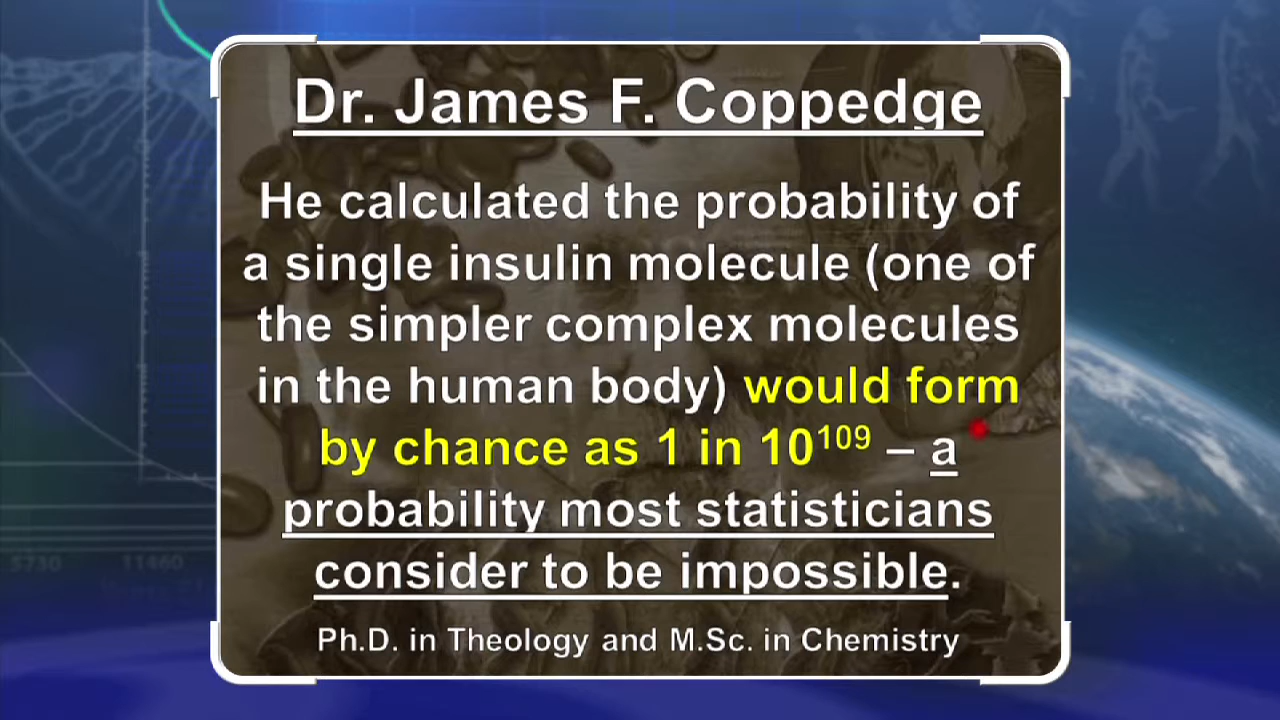 Dr. James F. Coppedge
He calculated the probability of
a single insulin molecule (one of
the simpler complex molecules
in the human body) would form
by chance as 1 in 10¹⁰⁹ – a
probability most statisticians
consider to be impossible.
Ph.D. in Theology and M.Sc. in Chemistry
5730 11460